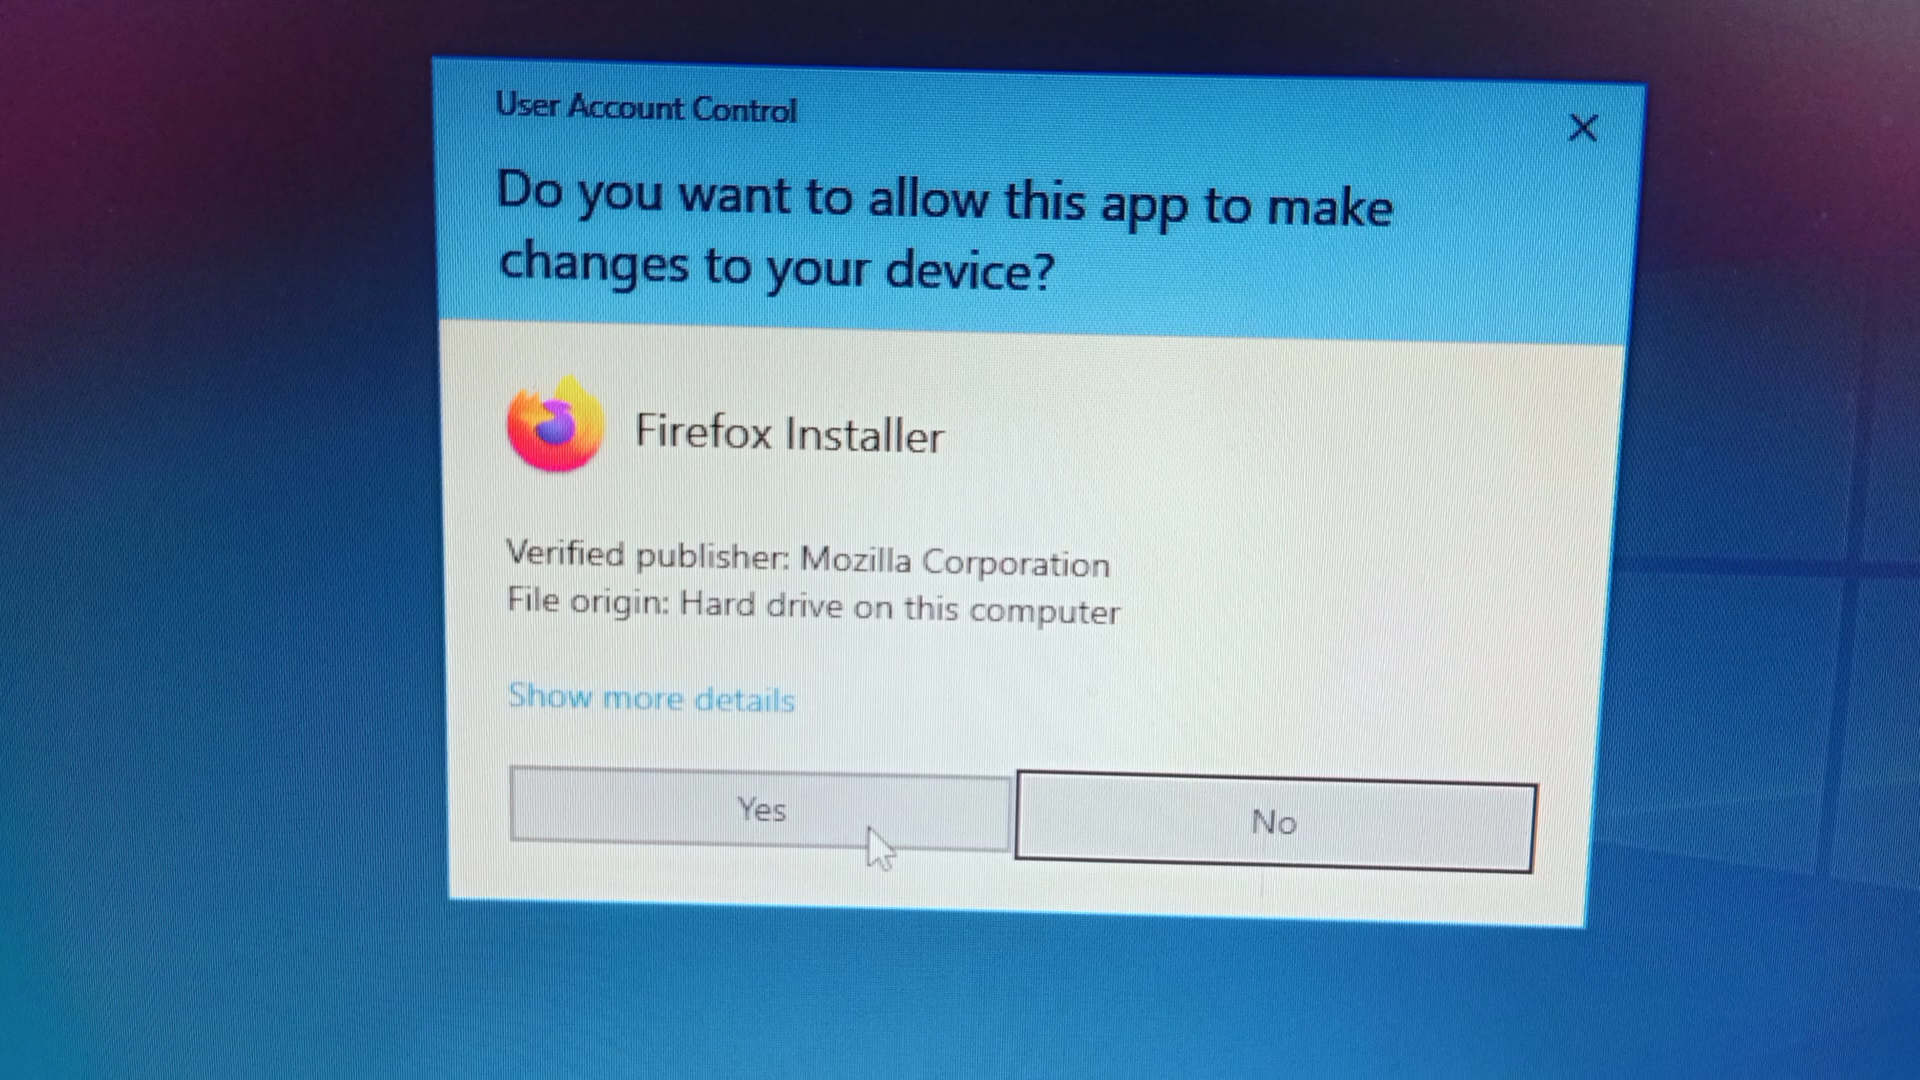 User Account Control
Do you want to allow this app to make
changes to your device?
Firefox Installer
Verified publisher: Mozilla Corporation
File origin: Hard drive on this computer
Show more details
Yes
No